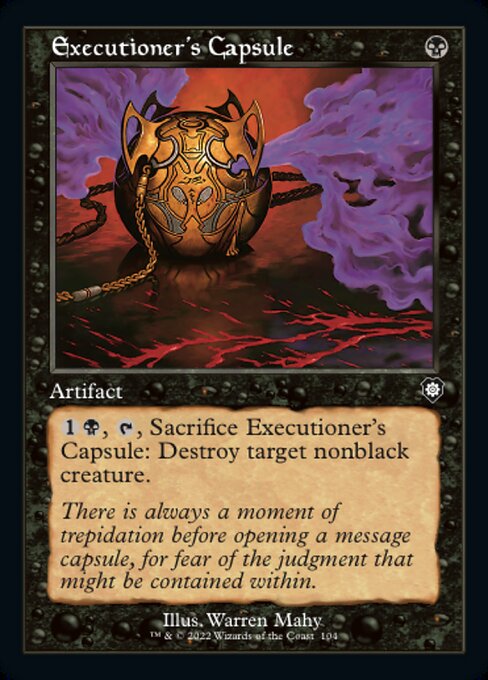 Executioner's Capsule
Artifact
1 , , Sacrifice Executioner's
Capsule: Destroy target nonblack
creature.
There is always a moment of
trepidation before opening a message
capsule, for fear of the judgment that
might be contained within.
Illus. Warren Mahy
™ & © 2022 Wizards of the Coast 104